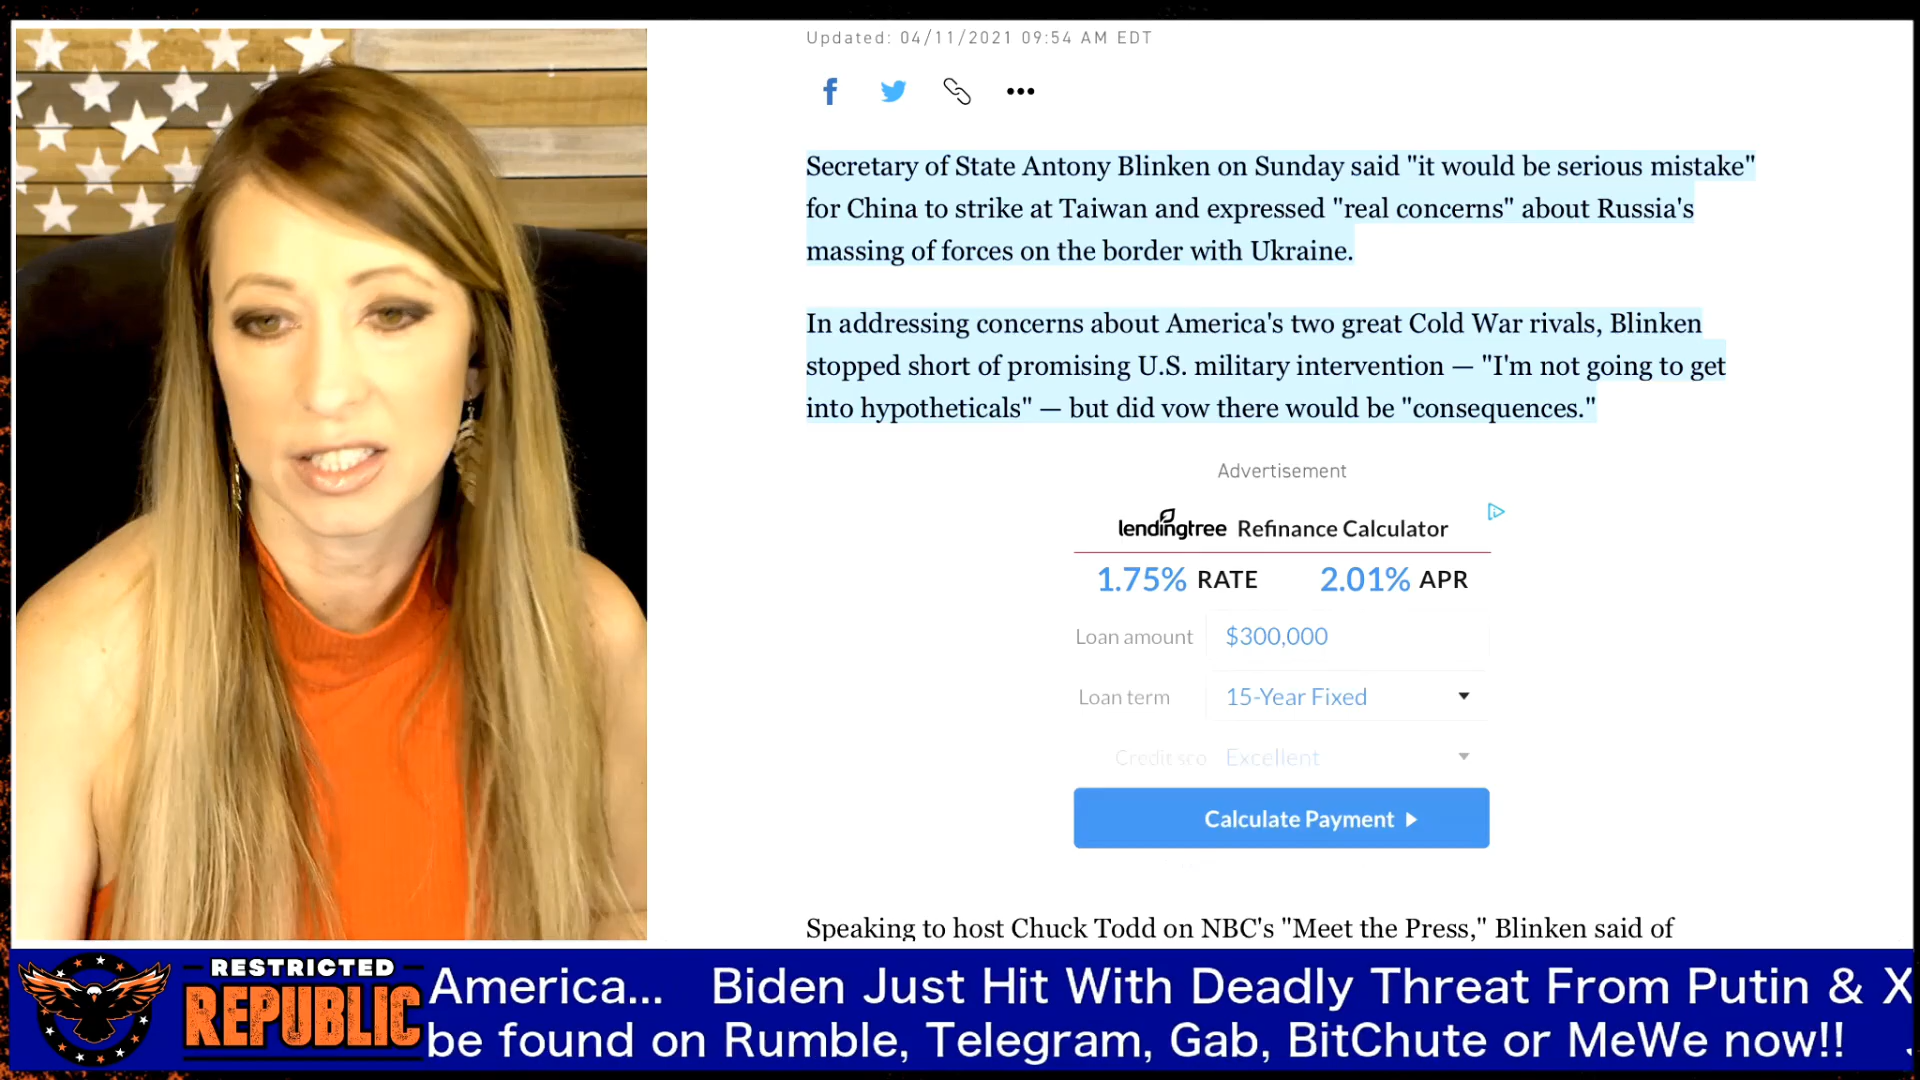 Updated: 04/11/2021 09:54 AM EDT
Secretary of State Antony Blinken on Sunday said "it would be serious mistake"
for China to strike at Taiwan and expressed "real concerns" about Russia's
massing of forces on the border with Ukraine.
In addressing concerns about America's two great Cold War rivals, Blinken
stopped short of promising U.S. military intervention — "I'm not going to get
into hypotheticals" — but did vow there would be "consequences."
Advertisement
lendingtree Refinance Calculator
1.75% RATE 2.01% APR
Loan amount $300,000
Loan term 15-Year Fixed
Credit sco Excellent
Calculate Payment
Speaking to host Chuck Todd on NBC's "Meet the Press," Blinken said of
RESTRICTED
REPUBLIC
America... Biden Just Hit With Deadly Threat From Putin & X
be found on Rumble, Telegram, Gab, BitChute or MeWe now!!